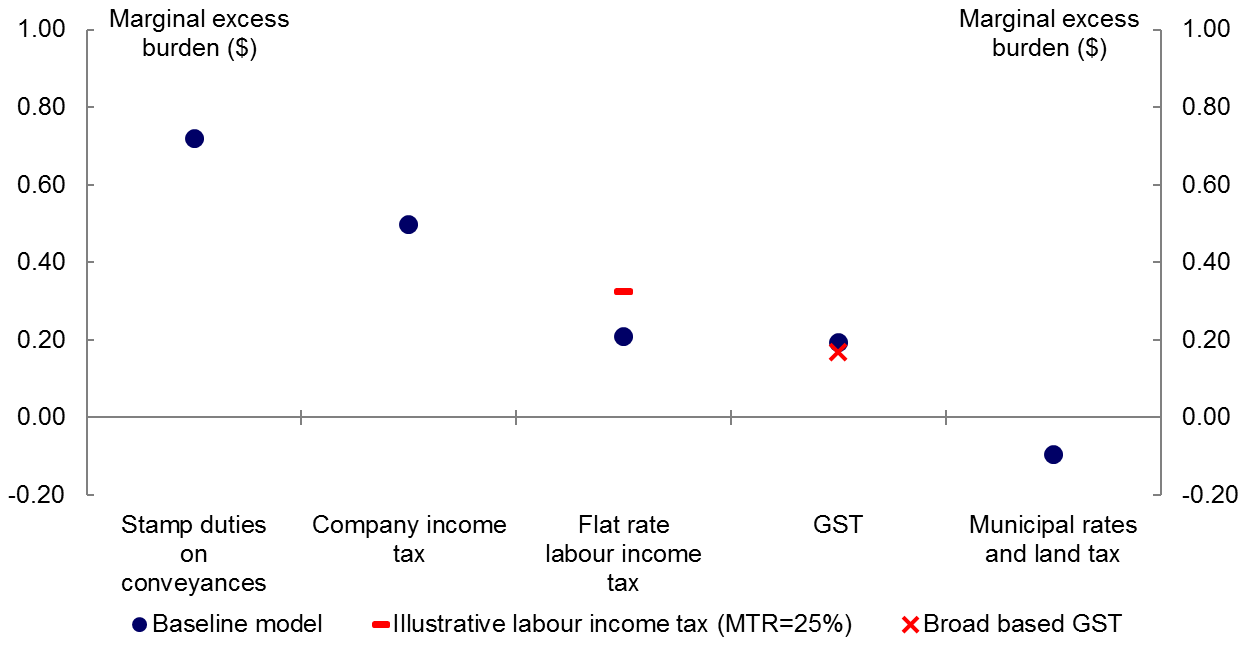 Marginal excess
burden ($)
Marginal excess
burden ($)
1.00
0.80
0.60
0.40
0.20
0.00
-0.20
1.00
0.80
0.60
0.40
0.20
0.00
-0.20
Stamp duties
on
conveyances
Company income
tax
Flat rate
labour income
tax
GST
Municipal rates
and land tax
Baseline model
Illustrative labour income tax (MTR=25%)
Broad based GST